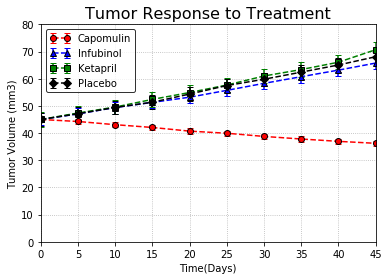 Tumor Response to Treatment
80
70
60
50
40
30
20
10
0
Tumor Volume (mm3)
Capomulin
Infubinol
Ketapril
Placebo
0 5 10 15 20 25 30 35 40 45
Time(Days)